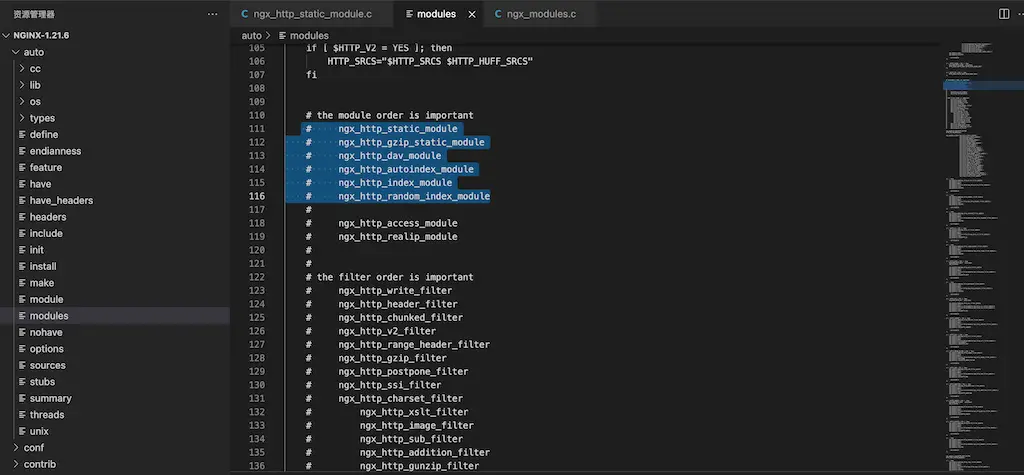 资源管理器
NGINX-1.21.6
auto
cc
lib
os
types
define
endianness
feature
have
have_headers
headers
include
init
install
make
module
modules
nohave
options
sources
stubs
summary
threads
unix
conf
contrib
C ngx_http_static_module.c modules C ngx_modules.c
auto > modules
105 if [ $HTTP_V2 = YES ]; then
106 HTTP_SRCS="$HTTP_SRCS $HTTP_HUFF_SRCS"
107 fi
108
109
110 # the module order is important
111 # ngx_http_static_module
112 # ngx_http_gzip_static_module
113 # ngx_http_dav_module
114 # ngx_http_autoindex_module
115 # ngx_http_index_module
116 # ngx_http_random_index_module
117 #
118 # ngx_http_access_module
119 # ngx_http_realip_module
120 #
121 #
122 # the filter order is important
123 # ngx_http_write_filter
124 # ngx_http_header_filter
125 # ngx_http_chunked_filter
126 # ngx_http_v2_filter
127 # ngx_http_range_header_filter
128 # ngx_http_gzip_filter
129 # ngx_http_postpone_filter
130 # ngx_http_ssi_filter
131 # ngx_http_charset_filter
132 # ngx_http_xslt_filter
133 # ngx_http_image_filter
134 # ngx_http_sub_filter
135 # ngx_http_addition_filter
136 # ngx_http_gunzip_filter